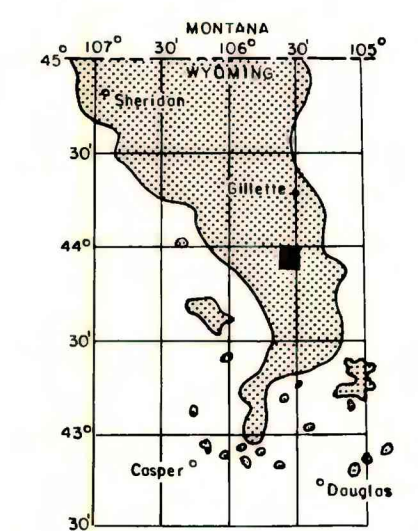 MONTANA
45° 107° 30' 106° 30' 105°
WYOMING
Sheridan
30'
Gillette
44°
30'
43°
Casper
Douglas
30'